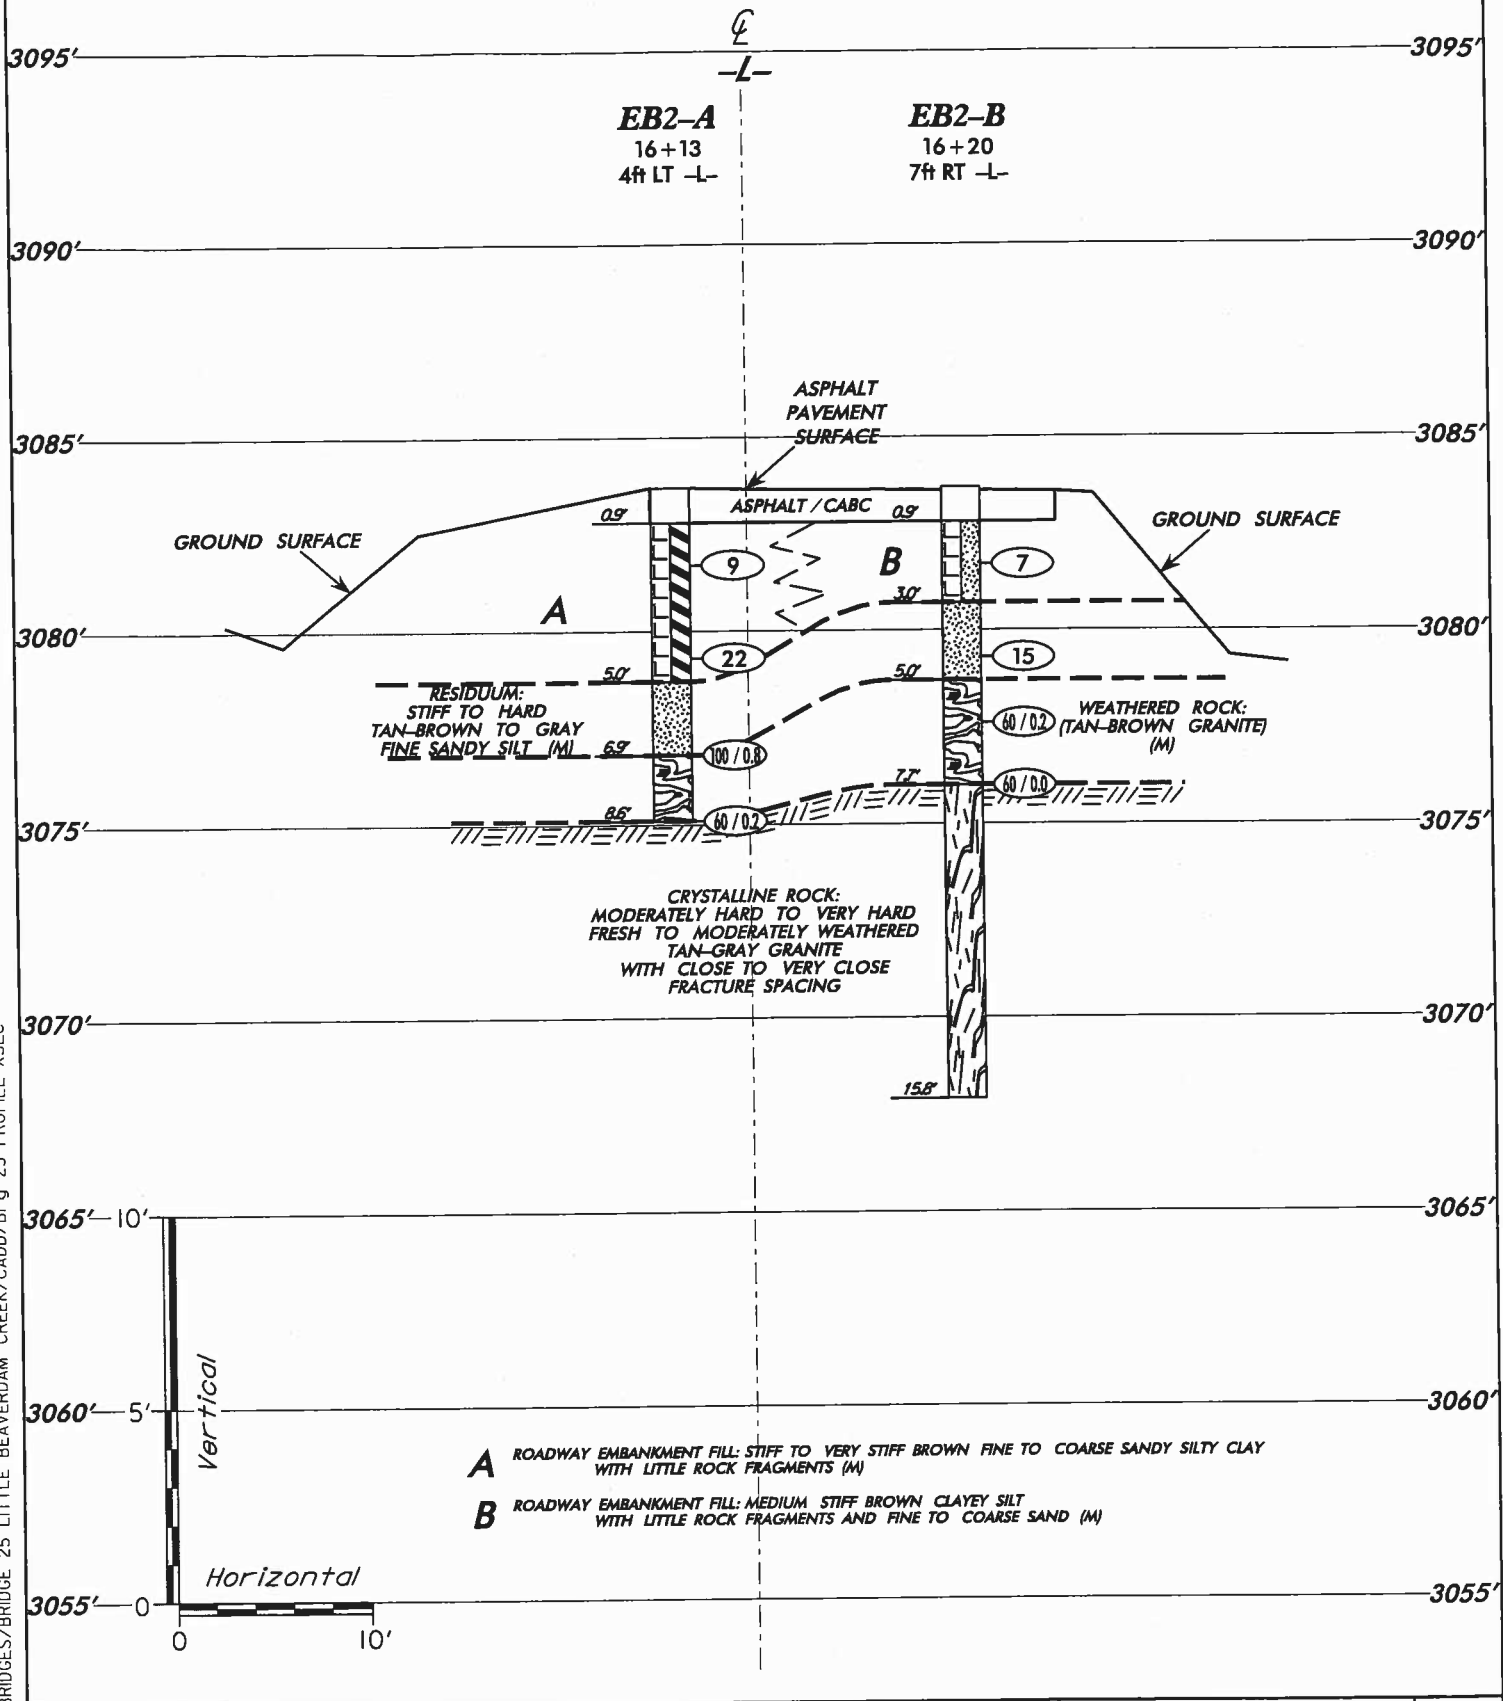 ℄
-L-
3095' 3095'
EB2-A
16+13
4ft LT -L-
EB2-B
16+20
7ft RT -L-
3090' 3090'
ASPHALT
PAVEMENT
SURFACE
3085' 3085'
ASPHALT / CABC
0.9' 0.9'
GROUND SURFACE
GROUND SURFACE
9
B
7
3.0'
A
3080' 3080'
22
15
5.0' 5.0'
RESIDUUM:
STIFF TO HARD
TAN-BROWN TO GRAY
FINE SANDY SILT (M)
WEATHERED ROCK:
(TAN-BROWN GRANITE)
(M)
60 / 0.2
6.9'
100 / 0.8
7.7'
60 / 0.0
8.6'
60 / 0.2
3075' 3075'
CRYSTALLINE ROCK:
MODERATELY HARD TO VERY HARD
FRESH TO MODERATELY WEATHERED
TAN-GRAY GRANITE
WITH CLOSE TO VERY CLOSE
FRACTURE SPACING
3070' 3070'
15.8'
3065' 10' 3065'
Vertical
3060' 5' 3060'
A ROADWAY EMBANKMENT FILL: STIFF TO VERY STIFF BROWN FINE TO COARSE SANDY SILTY CLAY
WITH LITTLE ROCK FRAGMENTS (M)
B ROADWAY EMBANKMENT FILL: MEDIUM STIFF BROWN CLAYEY SILT
WITH LITTLE ROCK FRAGMENTS AND FINE TO COARSE SAND (M)
Horizontal
3055' 0 3055'
0 10'
BRIDGES/BRIDGE 25 LITTLE BEAVERDAM CREEK/CADD/